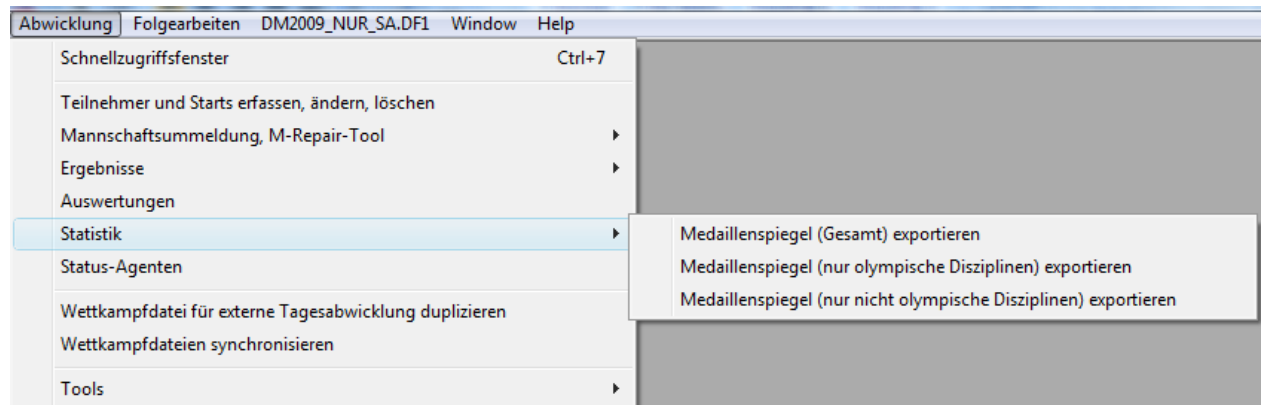 Abwicklung Folgearbeiten DM2009_NUR_SA.DF1 Window Help
Schnellzugriffsfenster Ctrl+7
Teilnehmer und Starts erfassen, ändern, löschen
Mannschaftsummeldung, M-Repair-Tool
Ergebnisse
Auswertungen
Statistik
Medaillenspiegel (Gesamt) exportieren
Status-Agenten
Medaillenspiegel (nur olympische Disziplinen) exportieren
Medaillenspiegel (nur nicht olympische Disziplinen) exportieren
Wettkampfdatei für externe Tagesabwicklung duplizieren
Wettkampfdateien synchronisieren
Tools